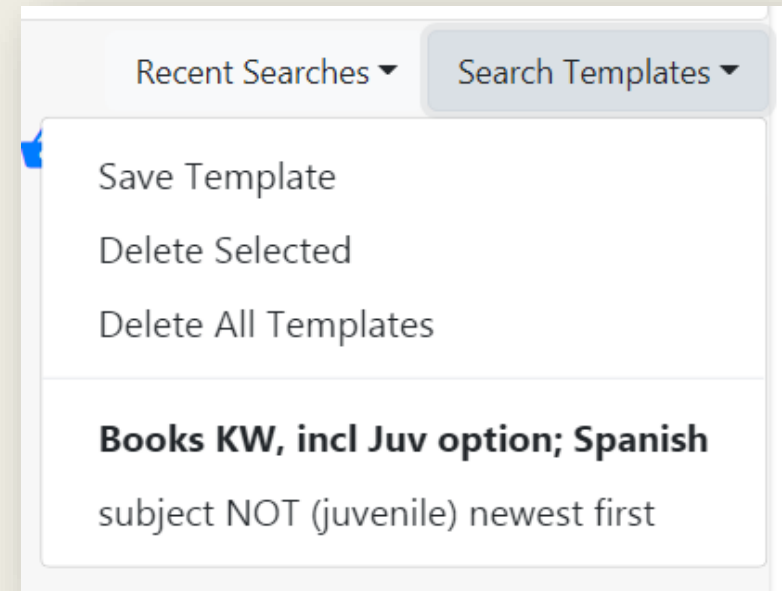 Recent Searches Search Templates
Save Template
Delete Selected
Delete All Templates
Books KW, incl Juv option; Spanish
subject NOT (juvenile) newest first